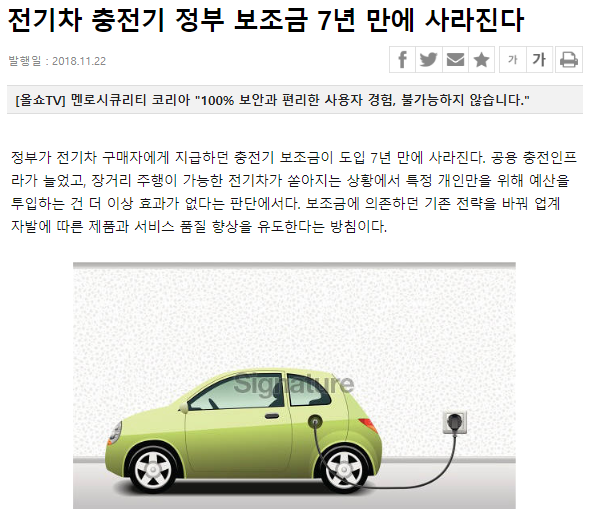 전기차 충전기 정부 보조금 7년 만에 사라진다
발행일 : 2018.11.22
가 가
[올쇼TV] 멘로시큐리티 코리아 "100% 보안과 편리한 사용자 경험, 불가능하지 않습니다."
정부가 전기차 구매자에게 지급하던 충전기 보조금이 도입 7년 만에 사라진다. 공용 충전인프
라가 늘었고, 장거리 주행이 가능한 전기차가 쏟아지는 상황에서 특정 개인만을 위해 예산을
투입하는 건 더 이상 효과가 없다는 판단에서다. 보조금에 의존하던 기존 전략을 바꿔 업계
자발에 따른 제품과 서비스 품질 향상을 유도한다는 방침이다.
Signature